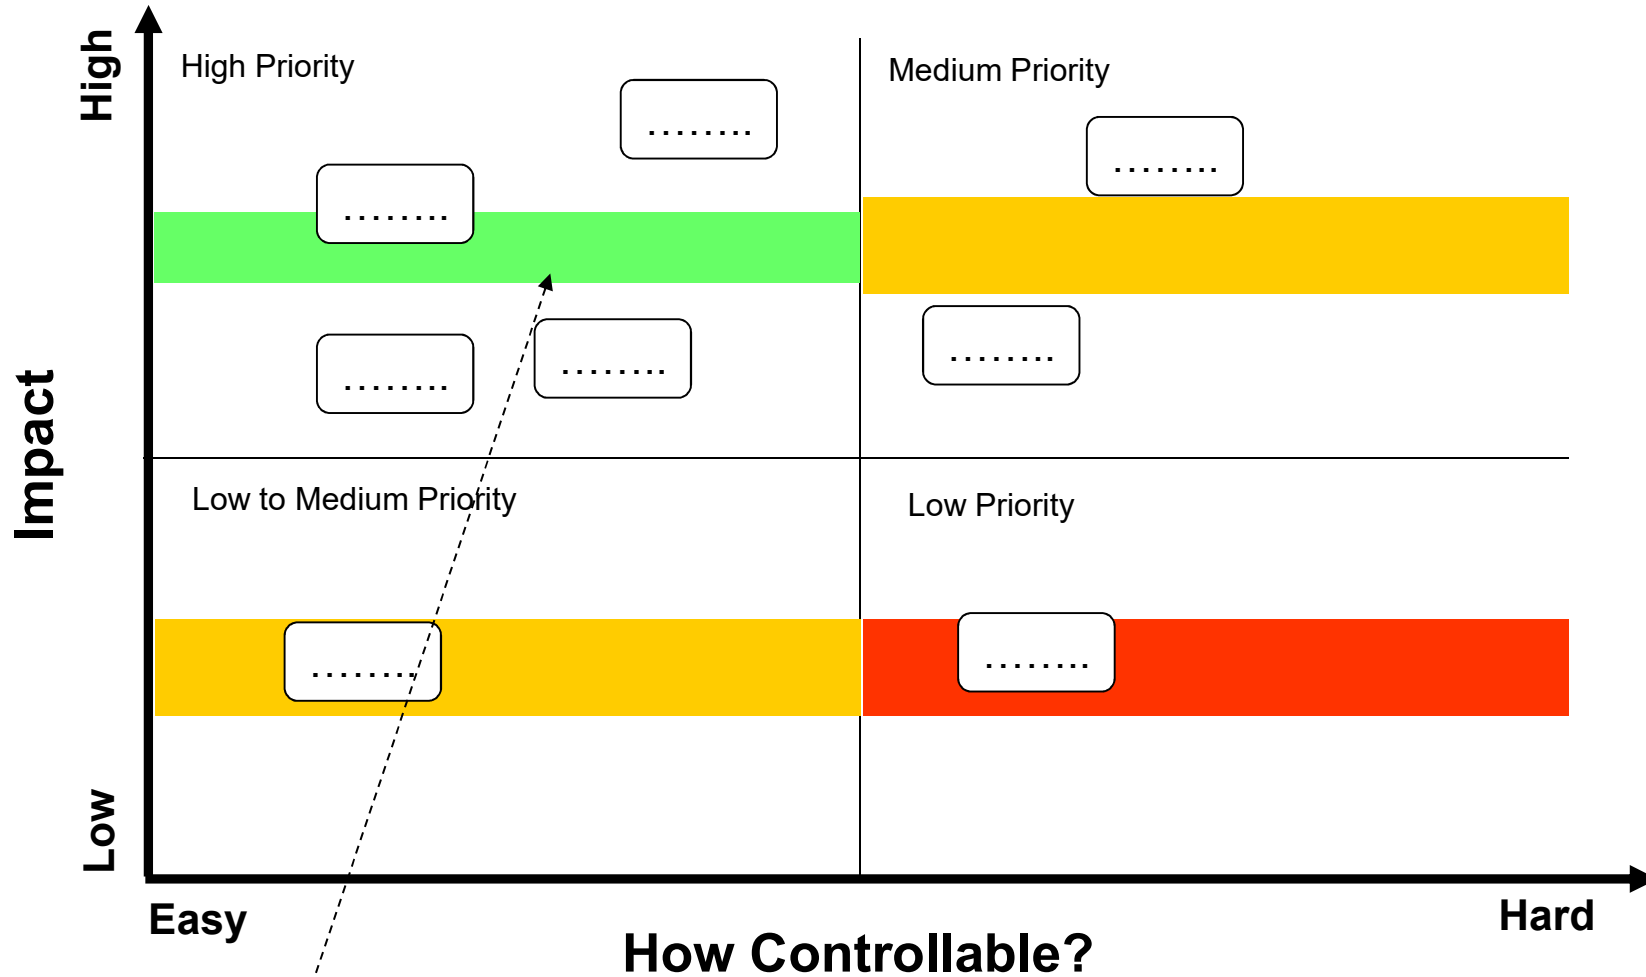 High
High Priority
Medium Priority
........
........
........
........
........
........
Impact
Low to Medium Priority
Low Priority
........
........
Low
Easy
Hard
How Controllable?